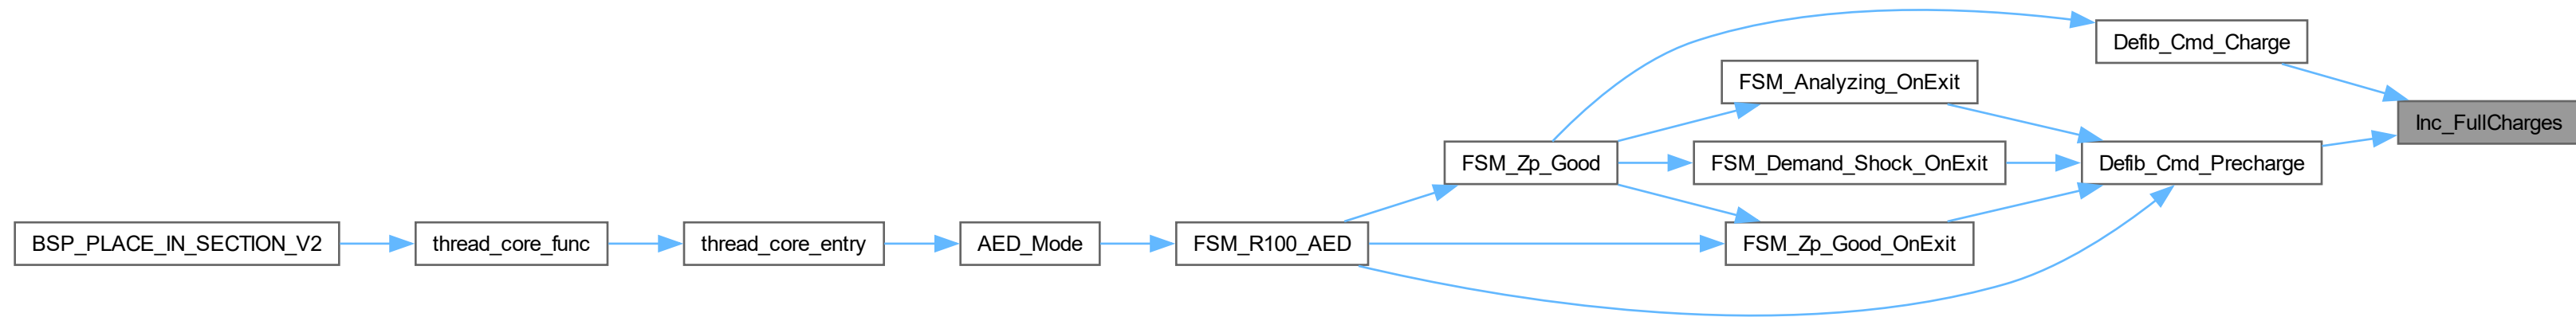 Defib_Cmd_Charge
FSM_Analyzing_OnExit
Inc_FullCharges
FSM_Zp_Good
FSM_Demand_Shock_OnExit
Defib_Cmd_Precharge
BSP_PLACE_IN_SECTION_V2
thread_core_func
thread_core_entry
AED_Mode
FSM_R100_AED
FSM_Zp_Good_OnExit